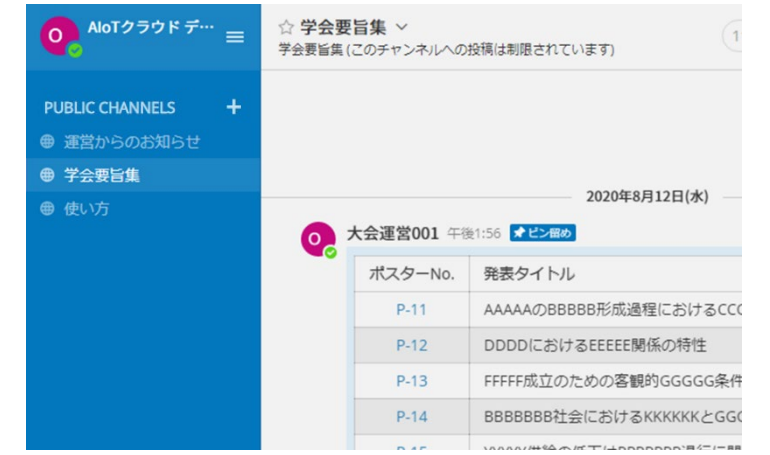 AIoTクラウド デ…
PUBLIC CHANNELS +
運営からのお知らせ
学会要旨集
使い方
学会要旨集
学会要旨集 (このチャンネルへの投稿は制限されています)
1
2020年8月12日(水)
大会運営001 午後1:56 ピン留め
ポスターNo. 発表タイトル
P-11 AAAAAのBBBBB形成過程におけるCCC
P-12 DDDDにおけるEEEEE関係の特性
P-13 FFFFF成立のための客観的GGGGG条件
P-14 BBBBBBB社会におけるKKKKKKとGGG
P-15